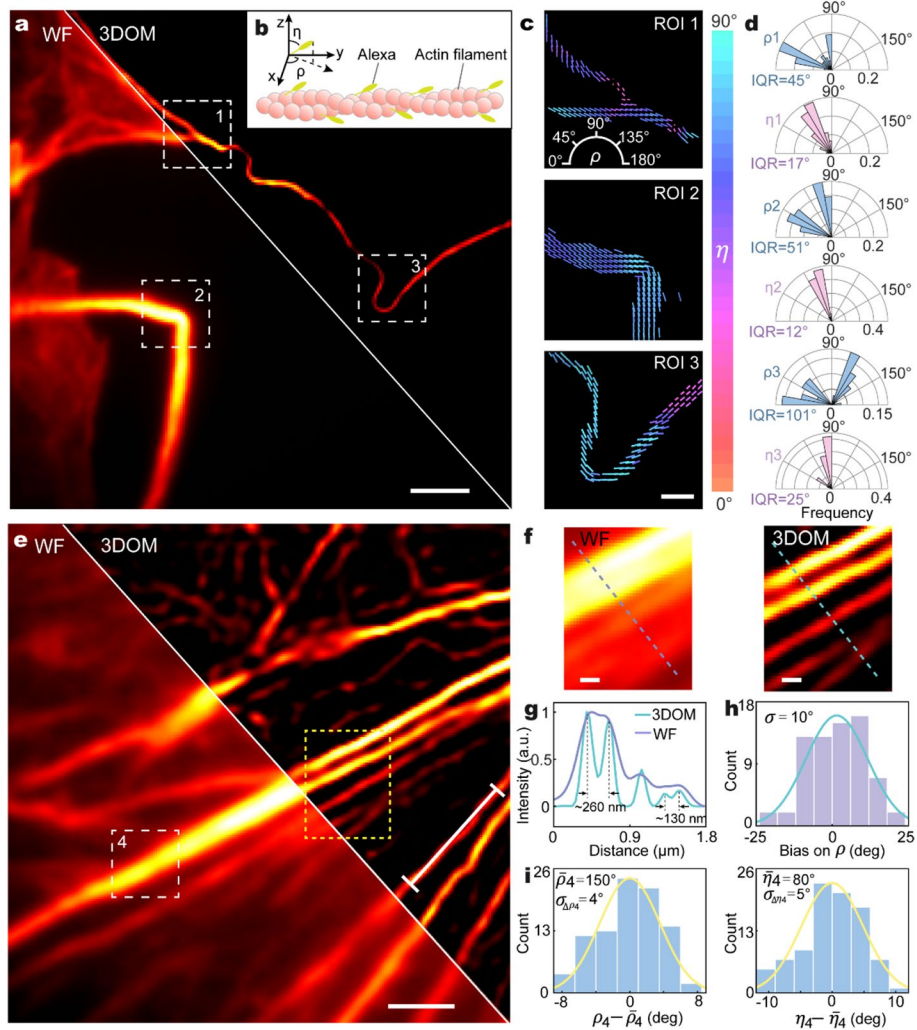 a
WF
3DOM
1
2
3
b
z
η
y
x
ρ
Alexa
Actin filament
c
ROI 1
90°
45°
135°
0°
ρ
180°
ROI 2
ROI 3
90°
η
0°
d
90°
ρ1
150°
IQR=45°
0
0.2
90°
η1
150°
IQR=17°
0
0.2
90°
ρ2
150°
IQR=51°
0
0.2
90°
η2
150°
IQR=12°
0
0.4
90°
ρ3
150°
IQR=101°
0
0.15
90°
η3
150°
IQR=25°
0
0.4
Frequency
e
WF
3DOM
4
f
WF
3DOM
g
1
0.5
0
Intensity (a.u.)
3DOM
WF
~260 nm
~130 nm
0
0.9
1.8
Distance (μm)
h
16
8
0
Count
σ = 10°
-25
0
25
Bias on ρ (deg)
i
26
13
0
Count
ρ̄4=150°
σΔρ4=4°
-8
0
8
ρ4− ρ̄4 (deg)
26
13
0
Count
η̄4=80°
σΔη4=5°
-10
0
10
η4− η̄4 (deg)